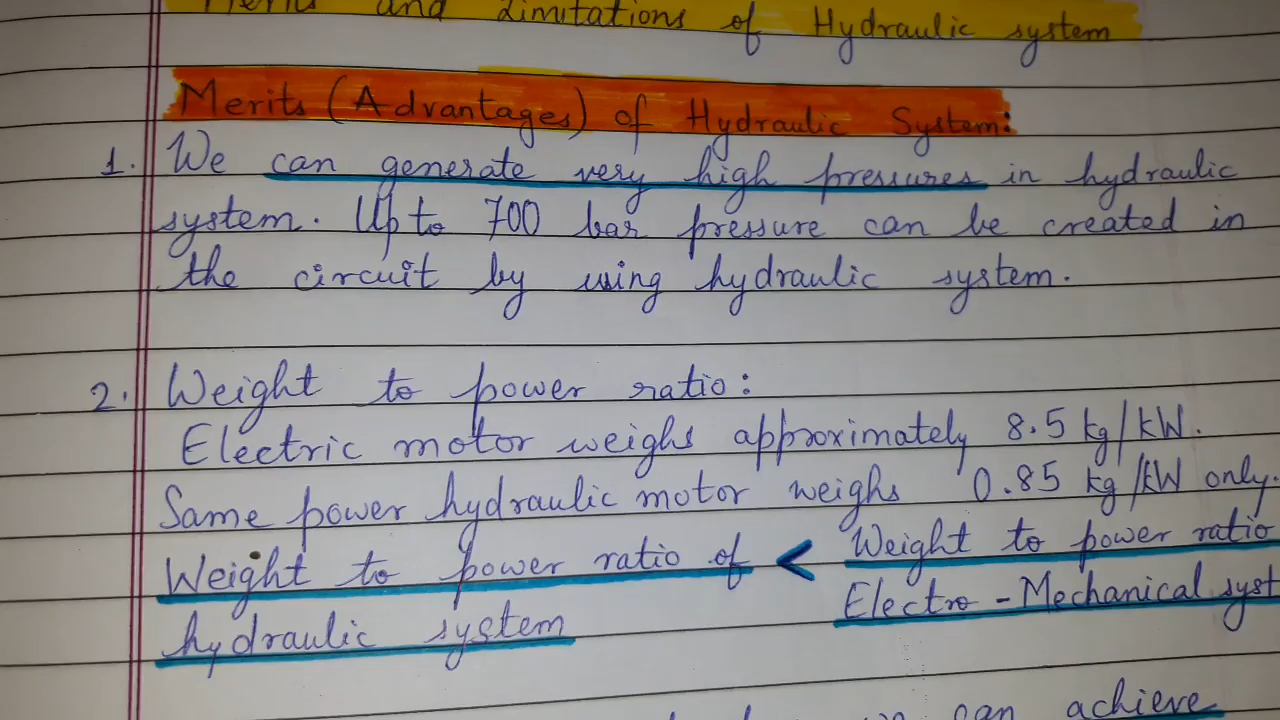 Merits and Limitations of Hydraulic system
Merits (Advantages) of Hydraulic System:
1. We can generate very high pressures in hydraulic
system. Up to 700 bar pressure can be created in
the circuit by using hydraulic system.
2. Weight to power ratio:
Electric motor weighs approximately 8.5 kg/kW.
Same power hydraulic motor weighs 0.85 kg/kW only.
Weight to power ratio of < Weight to power ratio
hydraulic system Electro-Mechanical syst
can achieve